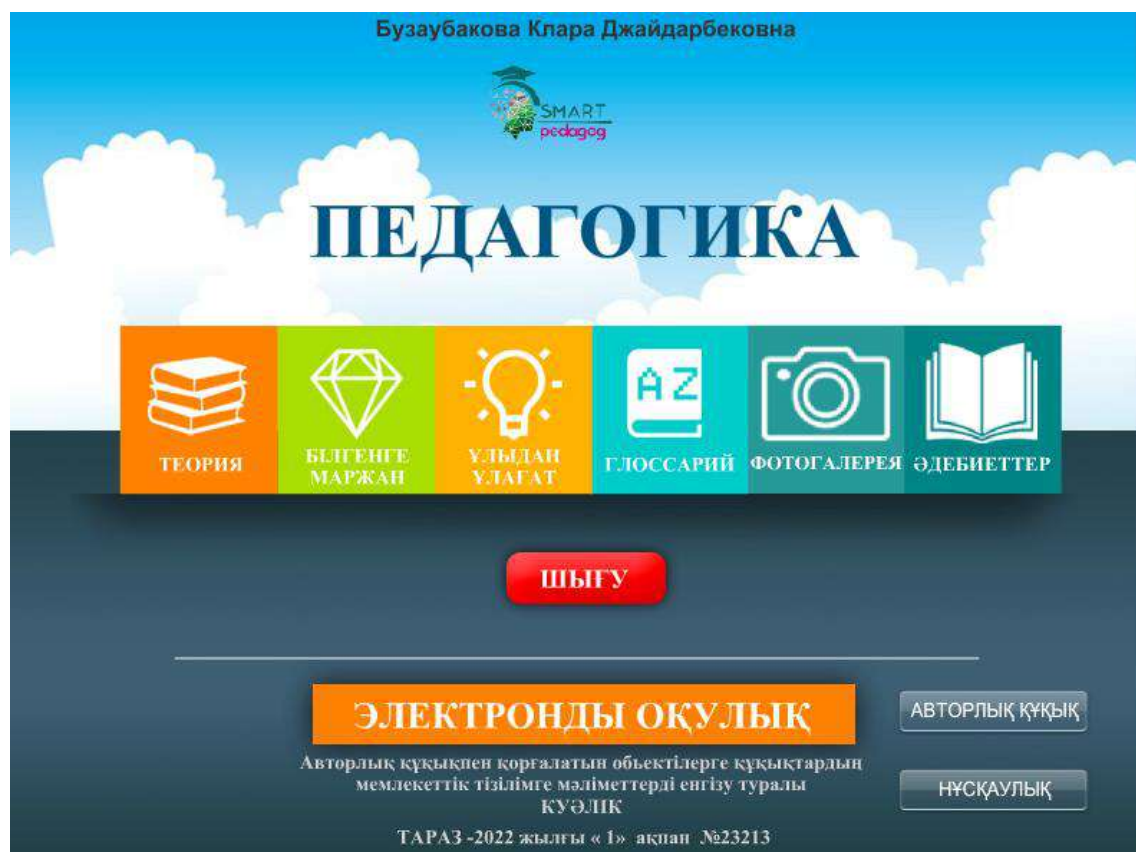 Бузаубакова Клара Джайдарбековна
SMART
pedagog
ПЕДАГОГИКА
ТЕОРИЯ
БІЛГЕНГЕ
МАРЖАН
ҰЛЫДАН
ҰЛАҒАТ
AZ
ГЛОССАРИЙ
ФОТОГАЛЕРЕЯ
ӘДЕБИЕТТЕР
ШЫҒУ
ЭЛЕКТРОНДЫ ОҚУЛЫҚ
АВТОРЛЫҚ ҚҰҚЫҚ
Авторлық құқықпен қорғалатын обьектілерге құқықтардың
мемлекеттік тізілімге мәліметтерді енгізу туралы
КУӘЛІК
НҰСҚАУЛЫҚ
ТАРАЗ -2022 жылғы « 1» ақпан №23213